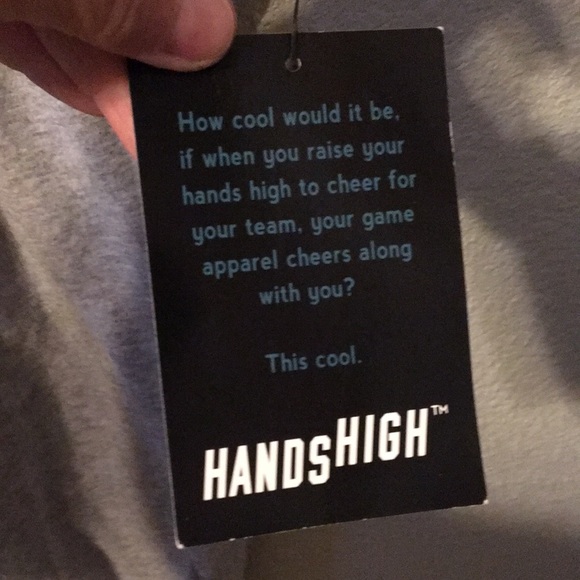 How cool would it be,
if when you raise your
hands high to cheer for
your team, your game
apparel cheers along
with you?
This cool.
HANDSHIGH™